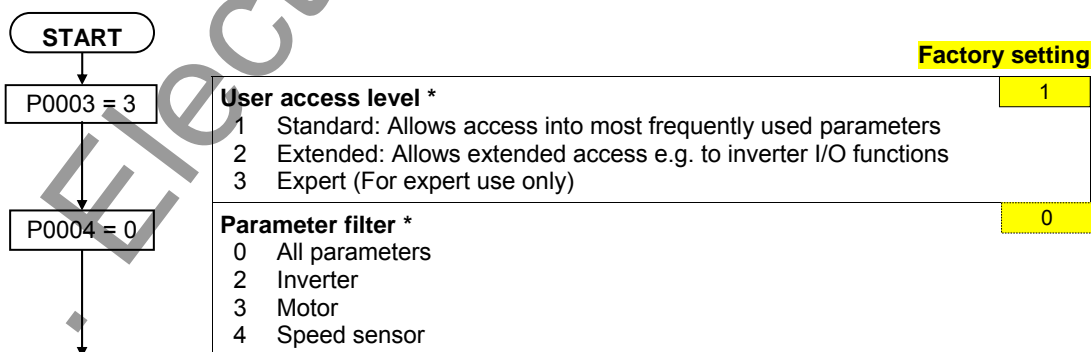 START
Factory setting
P0003 = 3
User access level * 1
1 Standard: Allows access into most frequently used parameters
2 Extended: Allows extended access e.g. to inverter I/O functions
3 Expert (For expert use only)
P0004 = 0
Parameter filter * 0
0 All parameters
2 Inverter
3 Motor
4 Speed sensor
. Elec